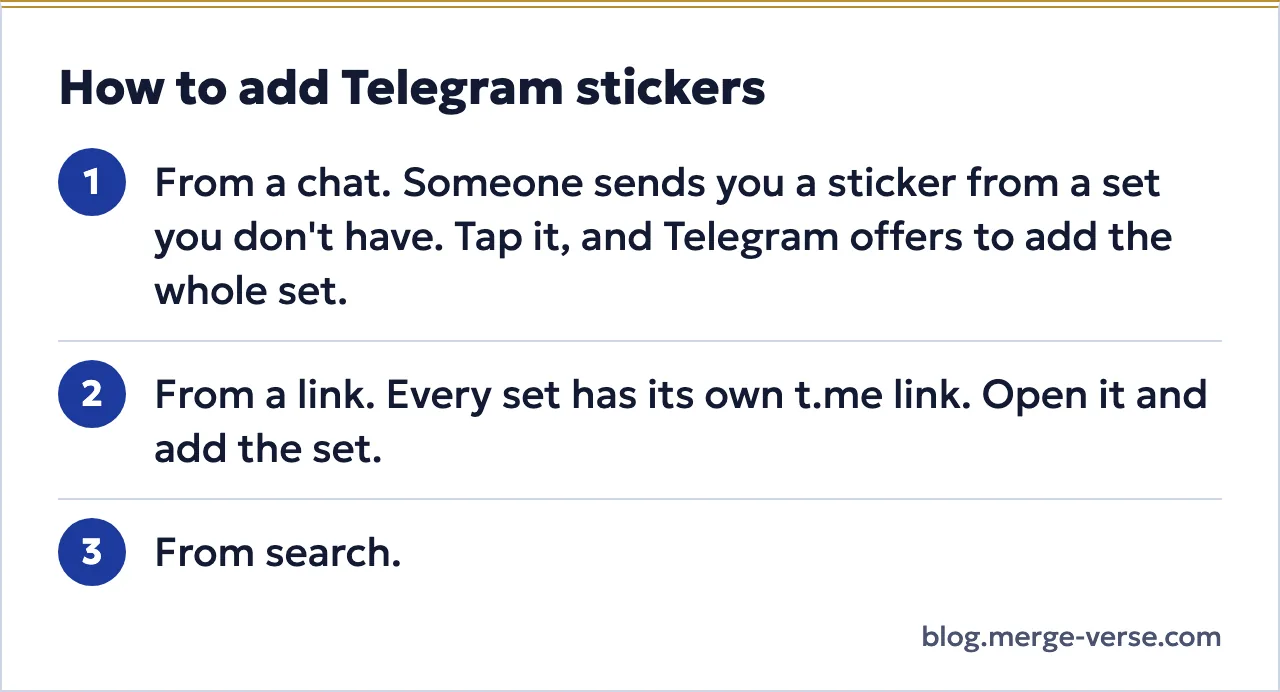 How to add Telegram stickers
1
From a chat. Someone sends you a sticker from a set
you don't have. Tap it, and Telegram offers to add the
whole set.
2
From a link. Every set has its own t.me link. Open it and
add the set.
3
From search.
blog.merge-verse.com